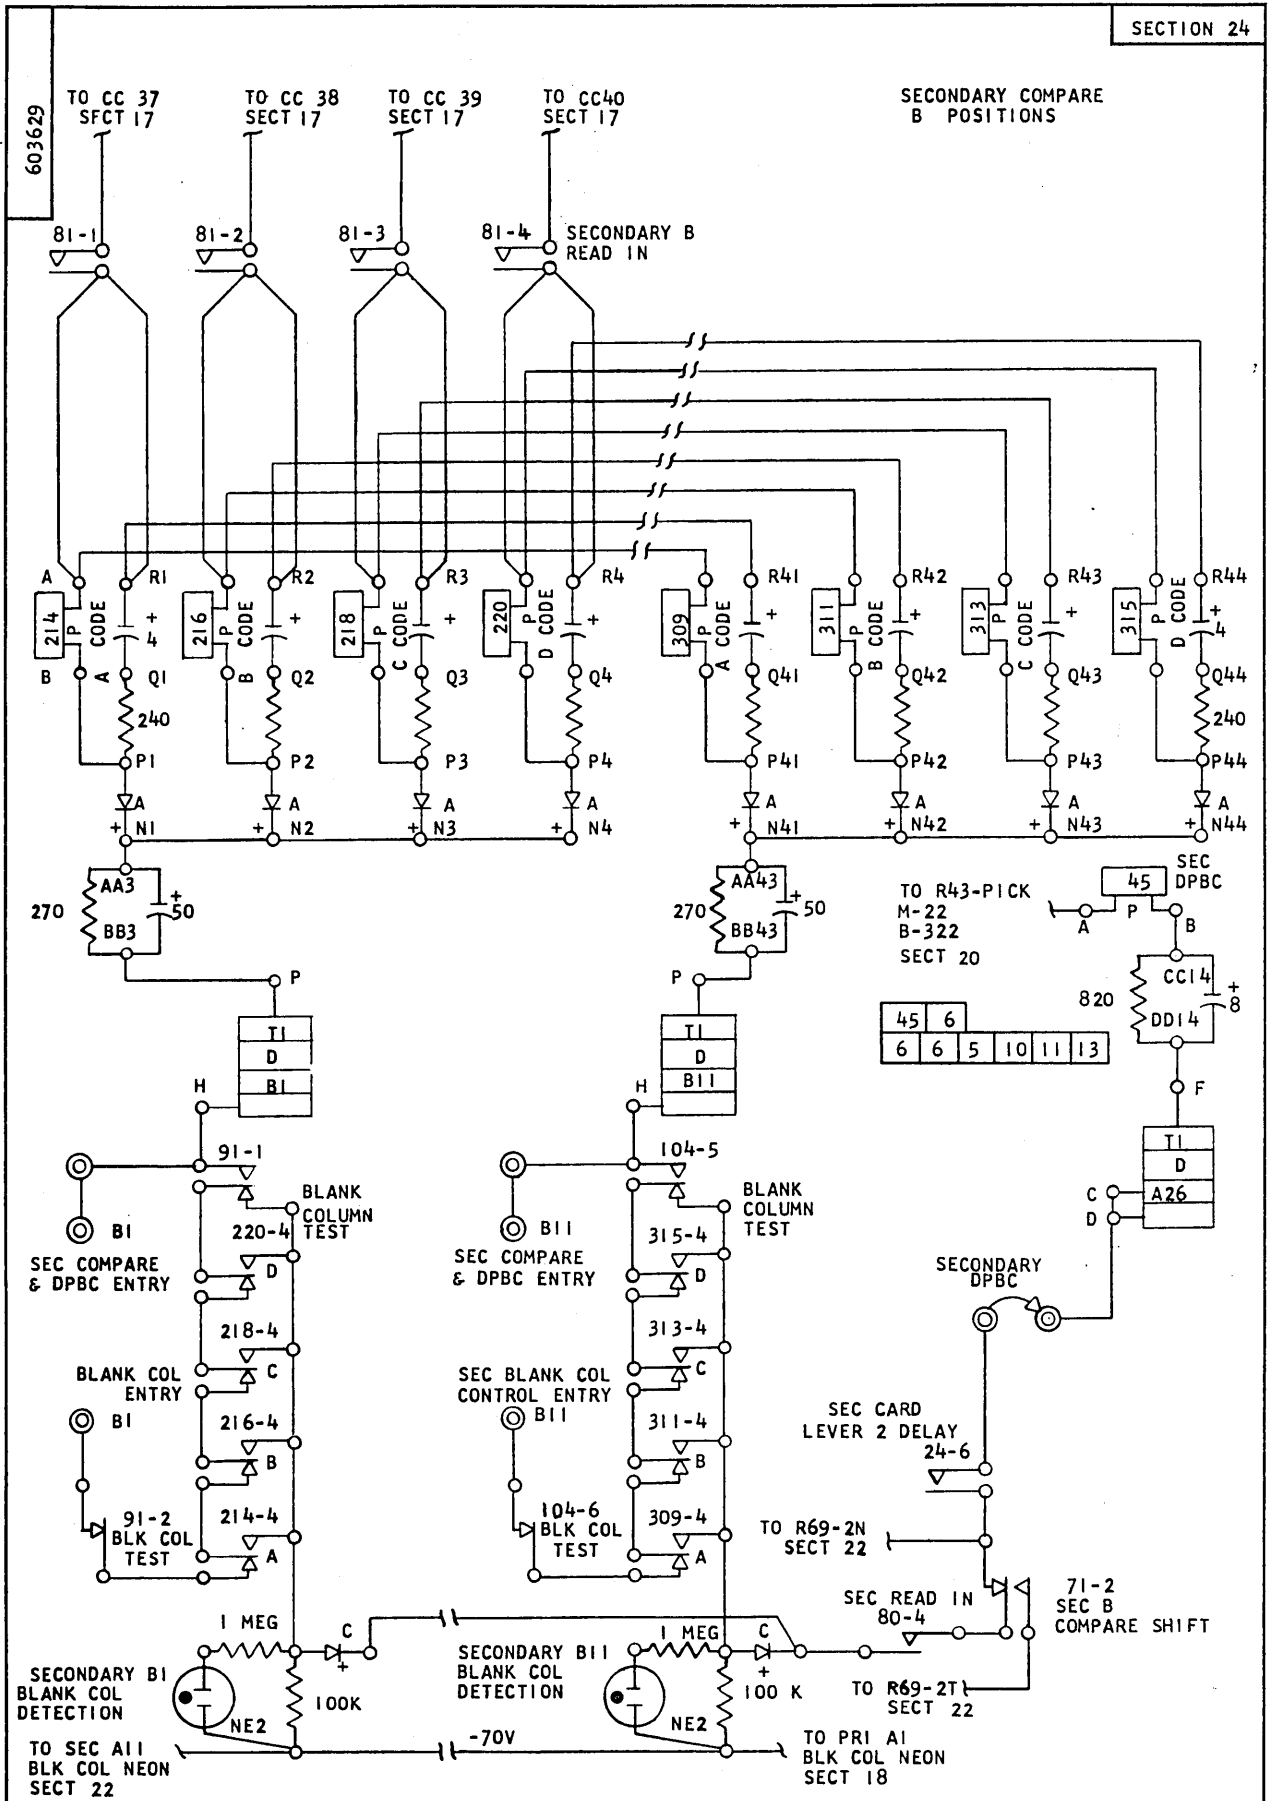 SECTION 24
603629
TO CC 37
SFCT 17
TO CC 38
SECT 17
TO CC 39
SECT 17
TO CC40
SECT 17
SECONDARY COMPARE
B POSITIONS
81-1
81-2
81-3
81-4
SECONDARY B
READ IN
A
R1
R2
R3
R4
R41
R42
R43
R44
214
P
CODE
A
+
4
216
P
CODE
B
+
218
P
C CODE
+
220
P
D CODE
+
309
P
A CODE
+
311
P
B CODE
+
313
P
C CODE
+
315
P
D CODE
+
4
B
Q1
Q2
Q3
Q4
Q41
Q42
Q43
Q44
240
240
P1
P2
P3
P4
P41
P42
P43
P44
A
A
A
A
A
A
A
A
+ N1
+ N2
+ N3
+ N4
+ N41
+ N42
+ N43
+ N44
AA3
270
+
50
BB3
AA43
270
+
50
BB43
SEC
DPBC
45
TO R43-PICK
M-22
B-322
SECT 20
A
P
B
CC14
820
+
8
DD14
P
P
45 6
6 6 5 10 11 13
F
T1
D
B1
H
T1
D
B11
H
T1
D
A26
C
D
91-1
BLANK
COLUMN
TEST
B1
SEC COMPARE
& DPBC ENTRY
220-4
D
218-4
C
BLANK COL
ENTRY
B1
216-4
B
91-2
BLK COL
TEST
214-4
A
104-5
BLANK
COLUMN
TEST
B11
SEC COMPARE
& DPBC ENTRY
315-4
D
313-4
C
SEC BLANK COL
CONTROL ENTRY
B11
311-4
B
104-6
BLK COL
TEST
309-4
A
SECONDARY
DPBC
SEC CARD
LEVER 2 DELAY
24-6
TO R69-2N
SECT 22
SEC READ IN
80-4
71-2
SEC B
COMPARE SHIFT
TO R69-2T
SECT 22
1 MEG
C
+
SECONDARY B1
BLANK COL
DETECTION
NE2
100K
1 MEG
C
+
SECONDARY B11
BLANK COL
DETECTION
NE2
100 K
-70V
TO SEC A11
BLK COL NEON
SECT 22
TO PRI A1
BLK COL NEON
SECT 18